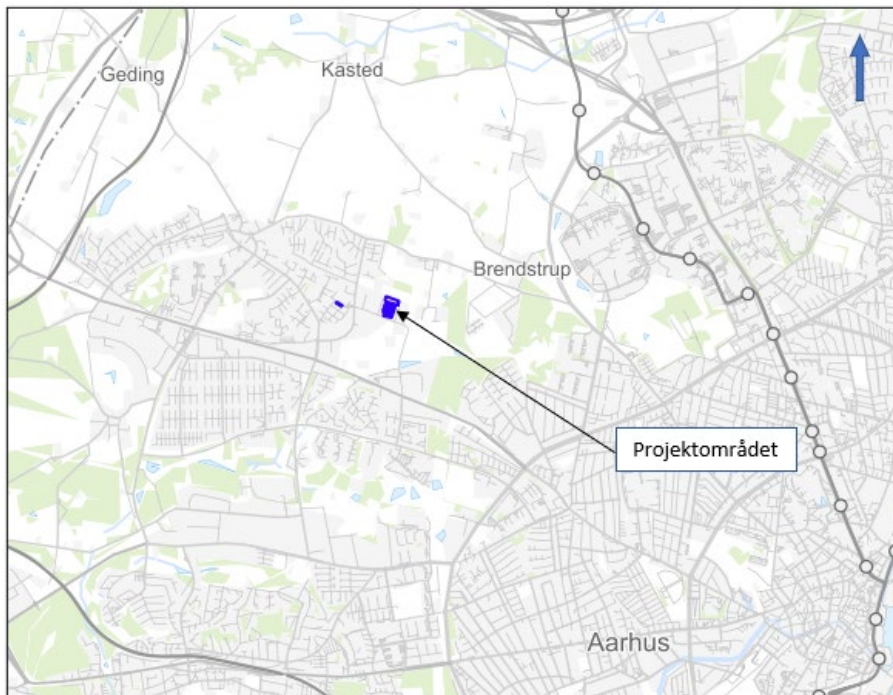 Geding
Kasted
Brendstrup
Projektområdet
Aarhus